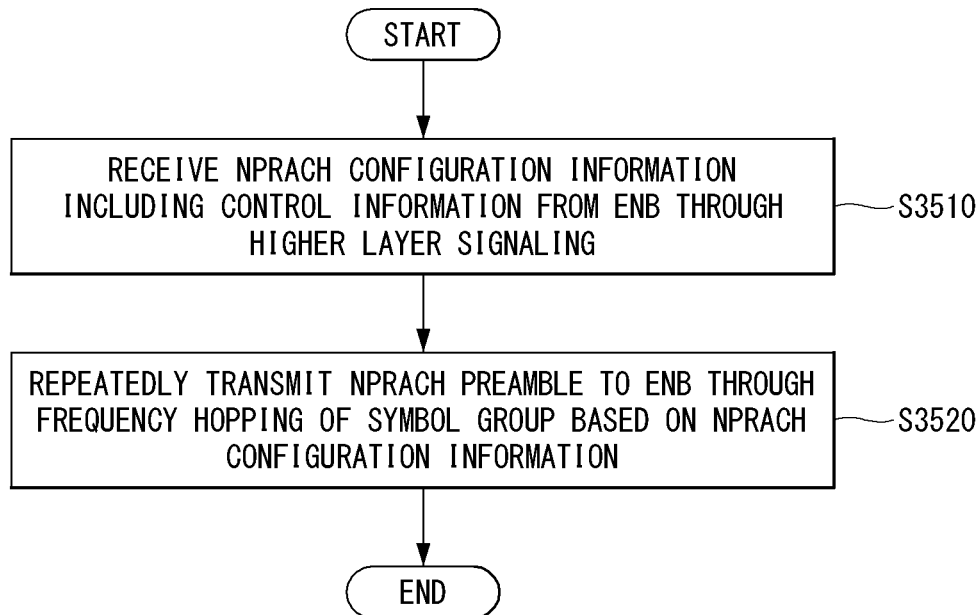 START
RECEIVE NPRACH CONFIGURATION INFORMATION
INCLUDING CONTROL INFORMATION FROM ENB THROUGH
HIGHER LAYER SIGNALING
S3510
REPEATEDLY TRANSMIT NPRACH PREAMBLE TO ENB THROUGH
FREQUENCY HOPPING OF SYMBOL GROUP BASED ON NPRACH
CONFIGURATION INFORMATION
S3520
END